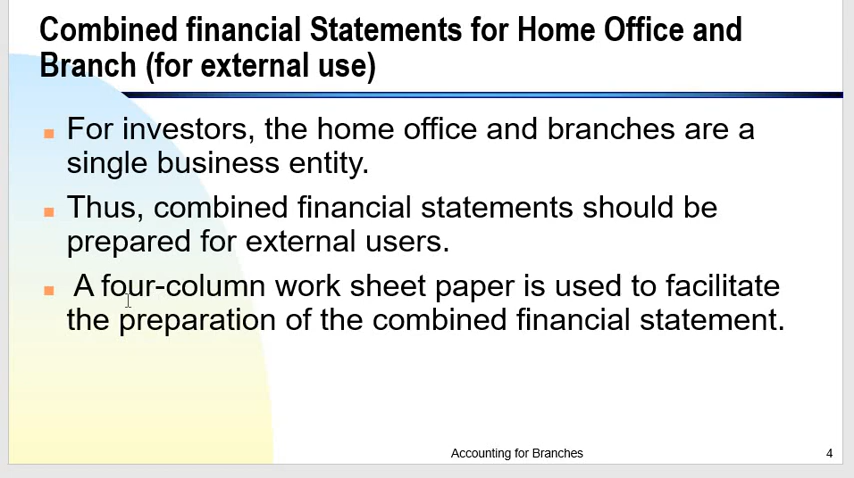 Combined financial Statements for Home Office and
Branch (for external use)
For investors, the home office and branches are a
single business entity.
Thus, combined financial statements should be
prepared for external users.
A four-column work sheet paper is used to facilitate
the preparation of the combined financial statement.
Accounting for Branches
4